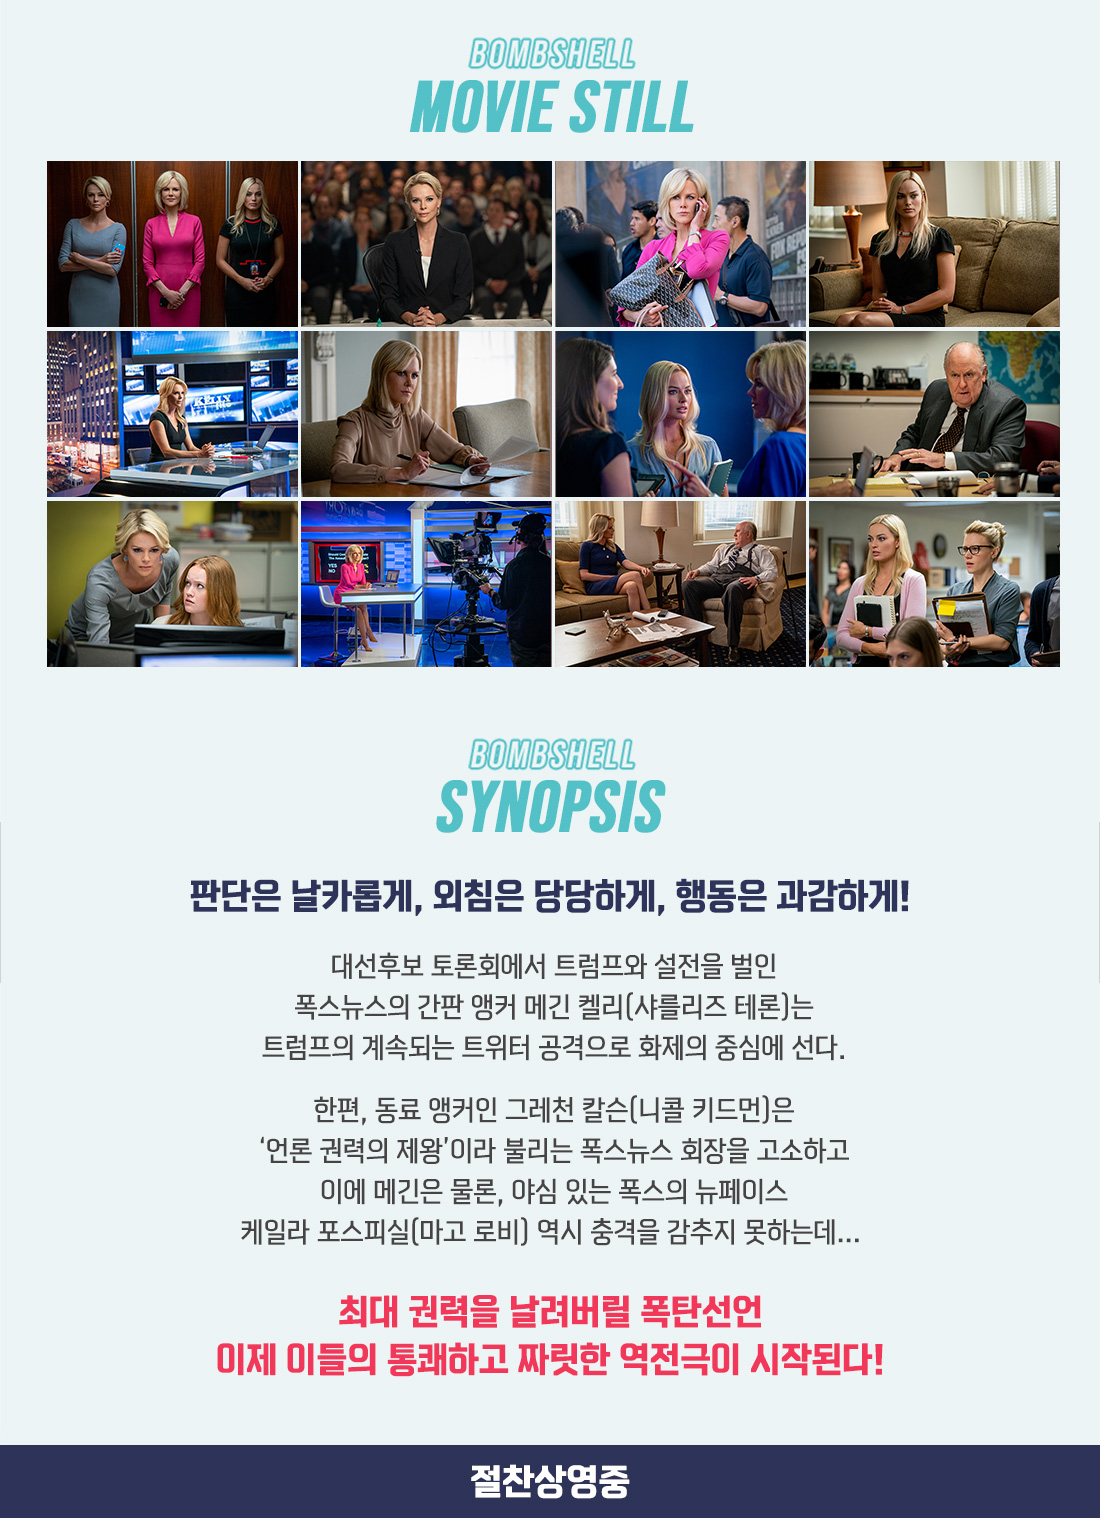 BOMBSHELL
MOVIE STILL
KELLY
YES
NO
BOMBSHELL
SYNOPSIS
판단은 날카롭게, 외침은 당당하게, 행동은 과감하게!
대선후보 토론회에서 트럼프와 설전을 벌인
폭스뉴스의 간판 앵커 메긴 켈리(샤를리즈 테론)는
트럼프의 계속되는 트위터 공격으로 화제의 중심에 선다.
한편, 동료 앵커인 그레천 칼슨(니콜 키드먼)은
‘언론 권력의 제왕’이라 불리는 폭스뉴스 회장을 고소하고
이에 메긴은 물론, 야심 있는 폭스의 뉴페이스
케일라 포스피실(마고 로비) 역시 충격을 감추지 못하는데...
최대 권력을 날려버릴 폭탄선언
이제 이들의 통쾌하고 짜릿한 역전극이 시작된다!
절찬상영중